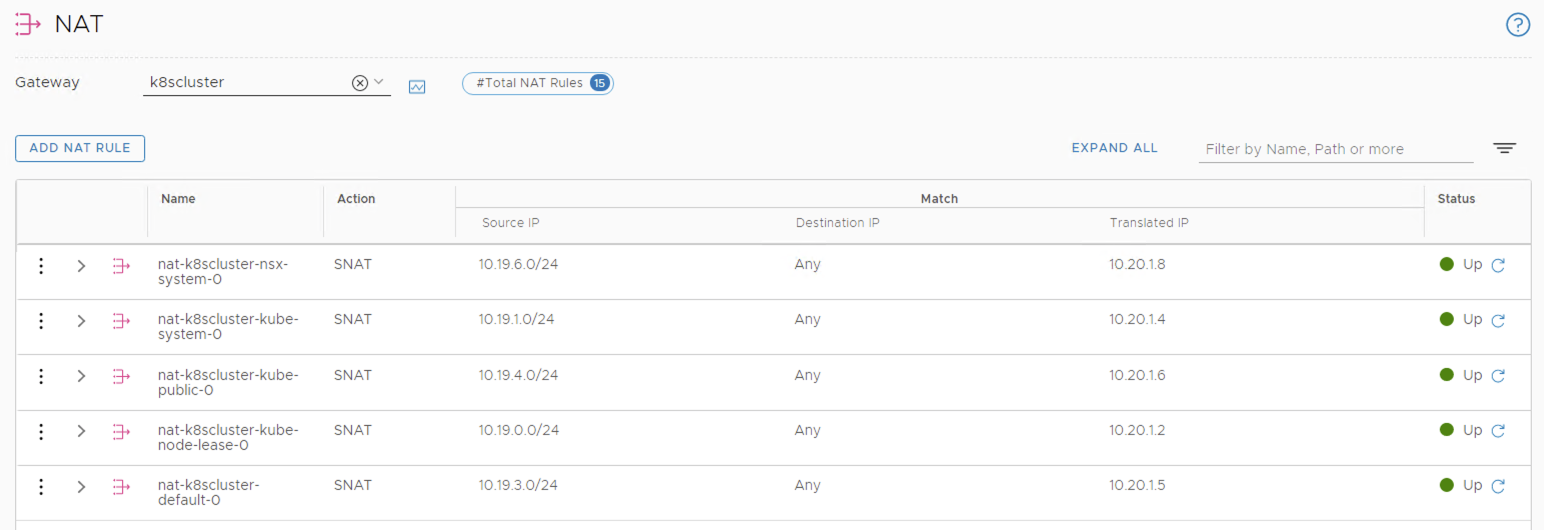 NAT
?
Gateway
k8scluster
#Total NAT Rules 15
ADD NAT RULE
EXPAND ALL
Filter by Name, Path or more
Name
Action
Match
Status
Source IP
Destination IP
Translated IP
nat-k8scluster-nsx-
system-0
SNAT
10.19.6.0/24
Any
10.20.1.8
Up
nat-k8scluster-kube-
system-0
SNAT
10.19.1.0/24
Any
10.20.1.4
Up
nat-k8scluster-kube-
public-0
SNAT
10.19.4.0/24
Any
10.20.1.6
Up
nat-k8scluster-kube-
node-lease-0
SNAT
10.19.0.0/24
Any
10.20.1.2
Up
nat-k8scluster-
default-0
SNAT
10.19.3.0/24
Any
10.20.1.5
Up